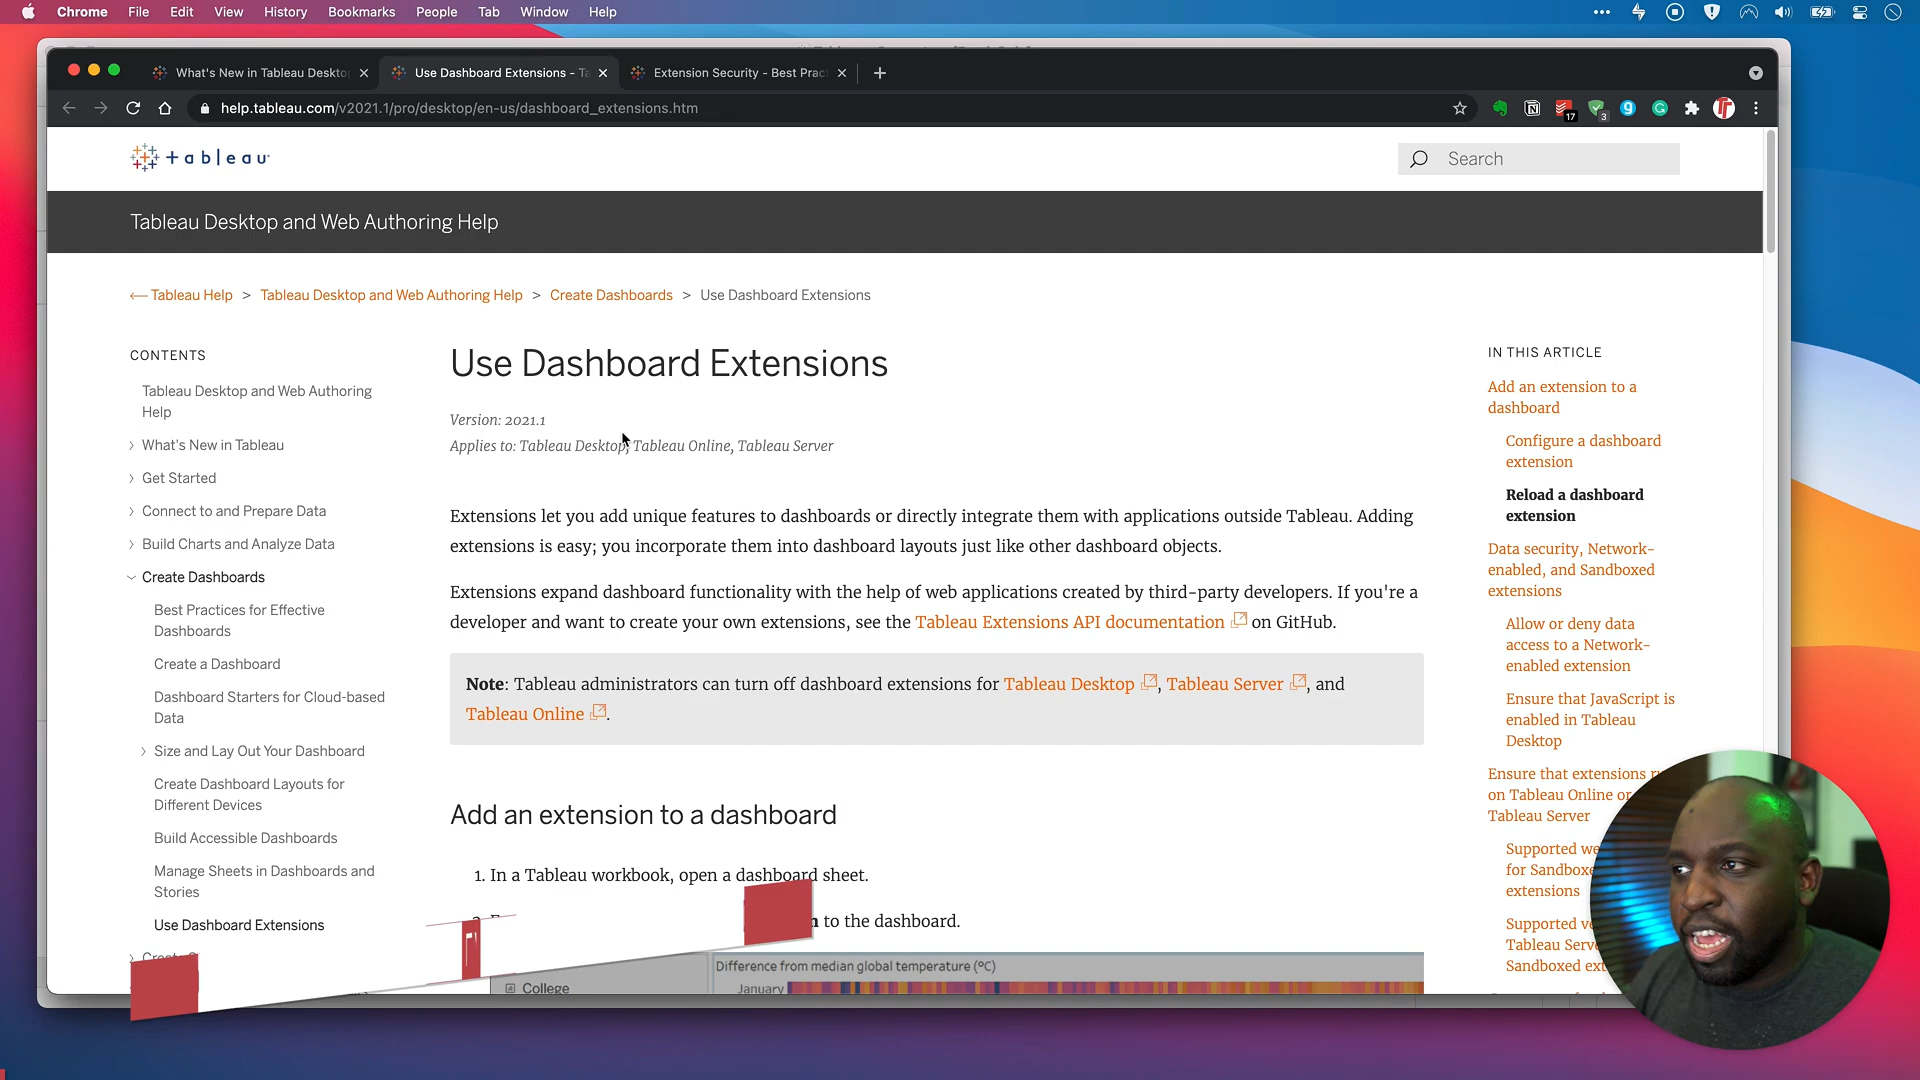 Chrome File Edit View History Bookmarks People Tab Window Help
What's New in Tableau Deskto
Use Dashboard Extensions - Ta
Extension Security - Best Prac
help.tableau.com/v2021.1/pro/desktop/en-us/dashboard_extensions.htm
17
3
+ a b l e a u
Search
Tableau Desktop and Web Authoring Help
Tableau Help > Tableau Desktop and Web Authoring Help > Create Dashboards > Use Dashboard Extensions
CONTENTS
Tableau Desktop and Web Authoring
Help
What's New in Tableau
Get Started
Connect to and Prepare Data
Build Charts and Analyze Data
Create Dashboards
Best Practices for Effective
Dashboards
Create a Dashboard
Dashboard Starters for Cloud-based
Data
Size and Lay Out Your Dashboard
Create Dashboard Layouts for
Different Devices
Build Accessible Dashboards
Manage Sheets in Dashboards and
Stories
Use Dashboard Extensions
Use Dashboard Extensions
Version: 2021.1
Applies to: Tableau Desktop, Tableau Online, Tableau Server
Extensions let you add unique features to dashboards or directly integrate them with applications outside Tableau. Adding
extensions is easy; you incorporate them into dashboard layouts just like other dashboard objects.
Extensions expand dashboard functionality with the help of web applications created by third-party developers. If you're a
developer and want to create your own extensions, see the Tableau Extensions API documentation on GitHub.
Note: Tableau administrators can turn off dashboard extensions for Tableau Desktop, Tableau Server, and
Tableau Online.
Add an extension to a dashboard
1. In a Tableau workbook, open a dashboard sheet.
to the dashboard.
Difference from median global temperature (ºC)
College
January
IN THIS ARTICLE
Add an extension to a
dashboard
Configure a dashboard
extension
Reload a dashboard
extension
Data security, Network-
enabled, and Sandboxed
extensions
Allow or deny data
access to a Network-
enabled extension
Ensure that JavaScript is
enabled in Tableau
Desktop
Ensure that extensions r
on Tableau Online or
Tableau Server
Supported we
for Sandboxe
extensions
Supported ve
Tableau Serve
Sandboxed ext